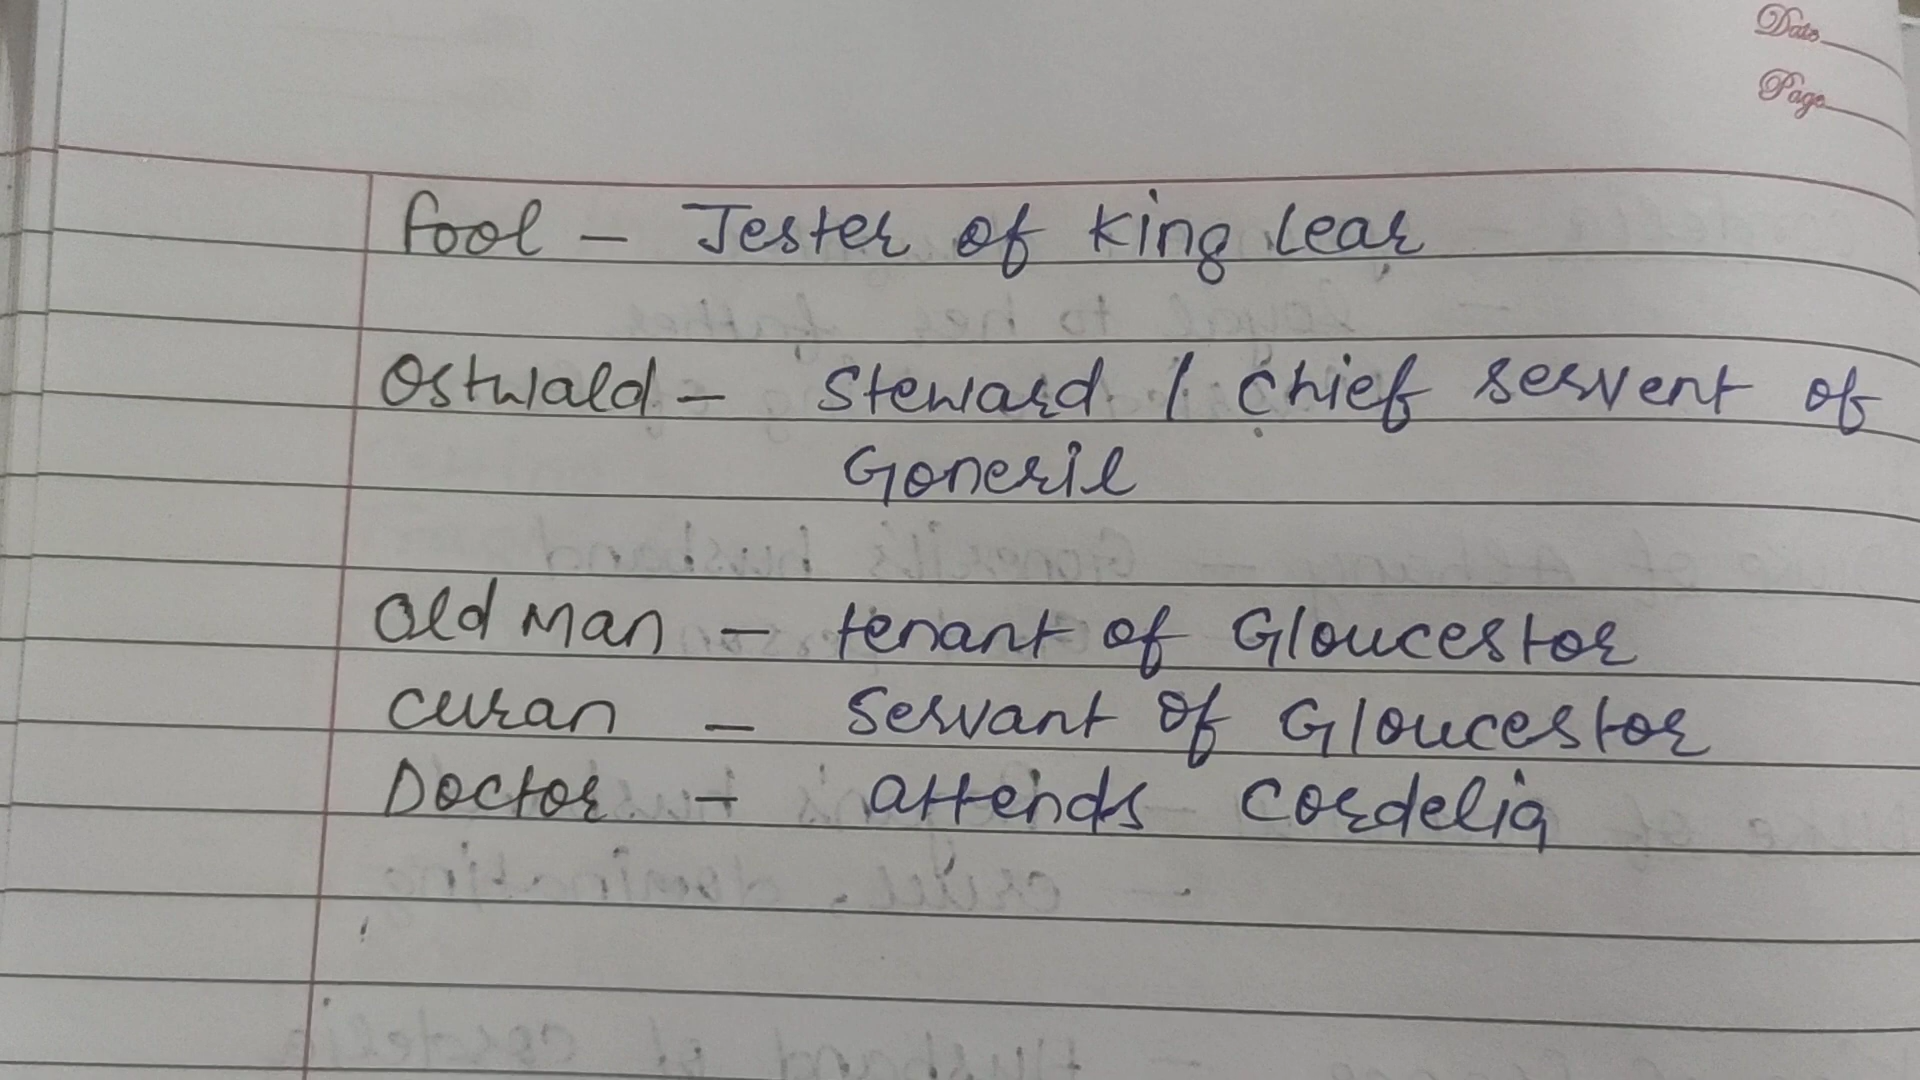 Date
Page
fool - Jester of King Lear
Ostwald - Steward / chief servent of
Goneril
Old Man - tenant of Gloucestor
curan - Servant of Gloucestor
Doctor - attends Cordelia